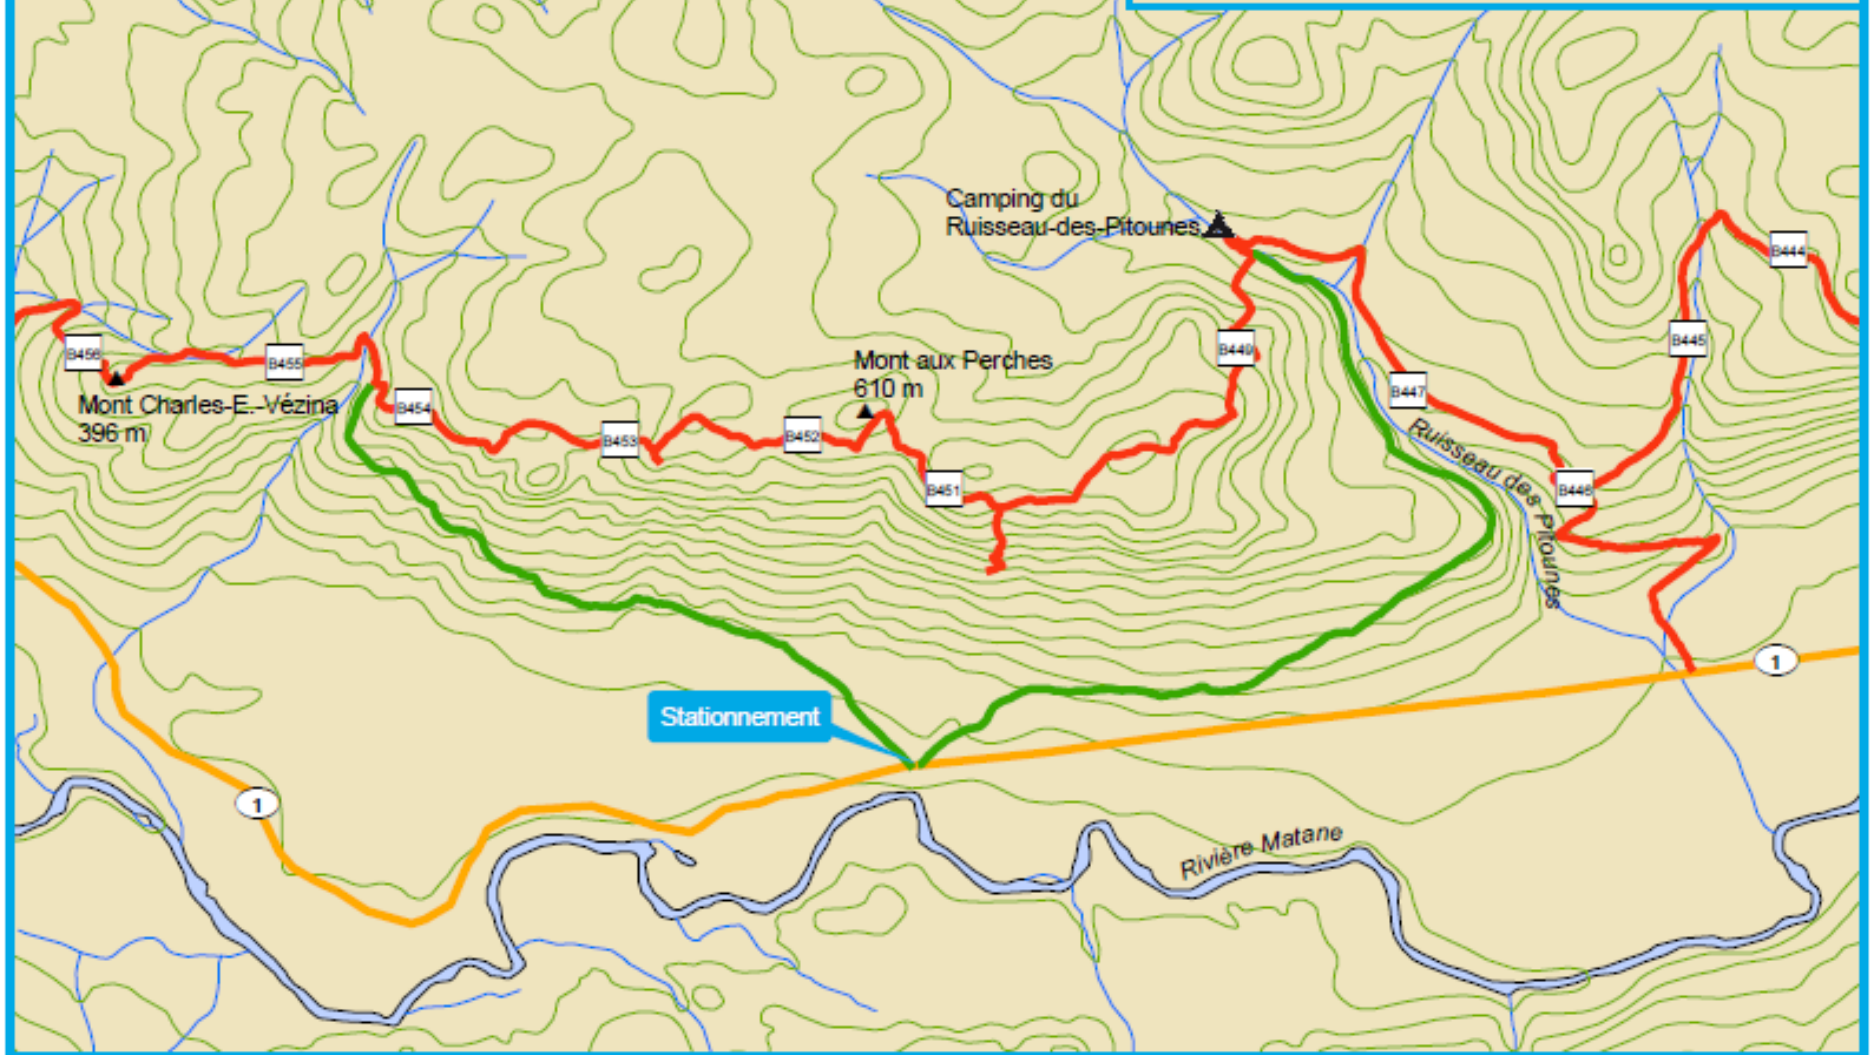 Camping du
Ruisseau-des-Pitounes
B444
B445
B449
B456
B455
Mont aux Perches
610 m
B447
Mont Charles-E.-Vézina
396 m
B454
B453
B452
B451
B446
Ruisseau des Pitounes
1
Stationnement
1
Rivière Matane